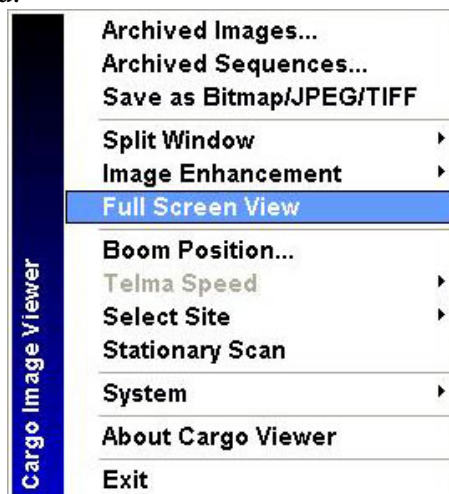 Archived Images...
Archived Sequences...
Save as Bitmap/JPEG/TIFF
Split Window
Image Enhancement
Full Screen View
Boom Position...
Telma Speed
Select Site
Stationary Scan
System
About Cargo Viewer
Exit
Cargo Image Viewer